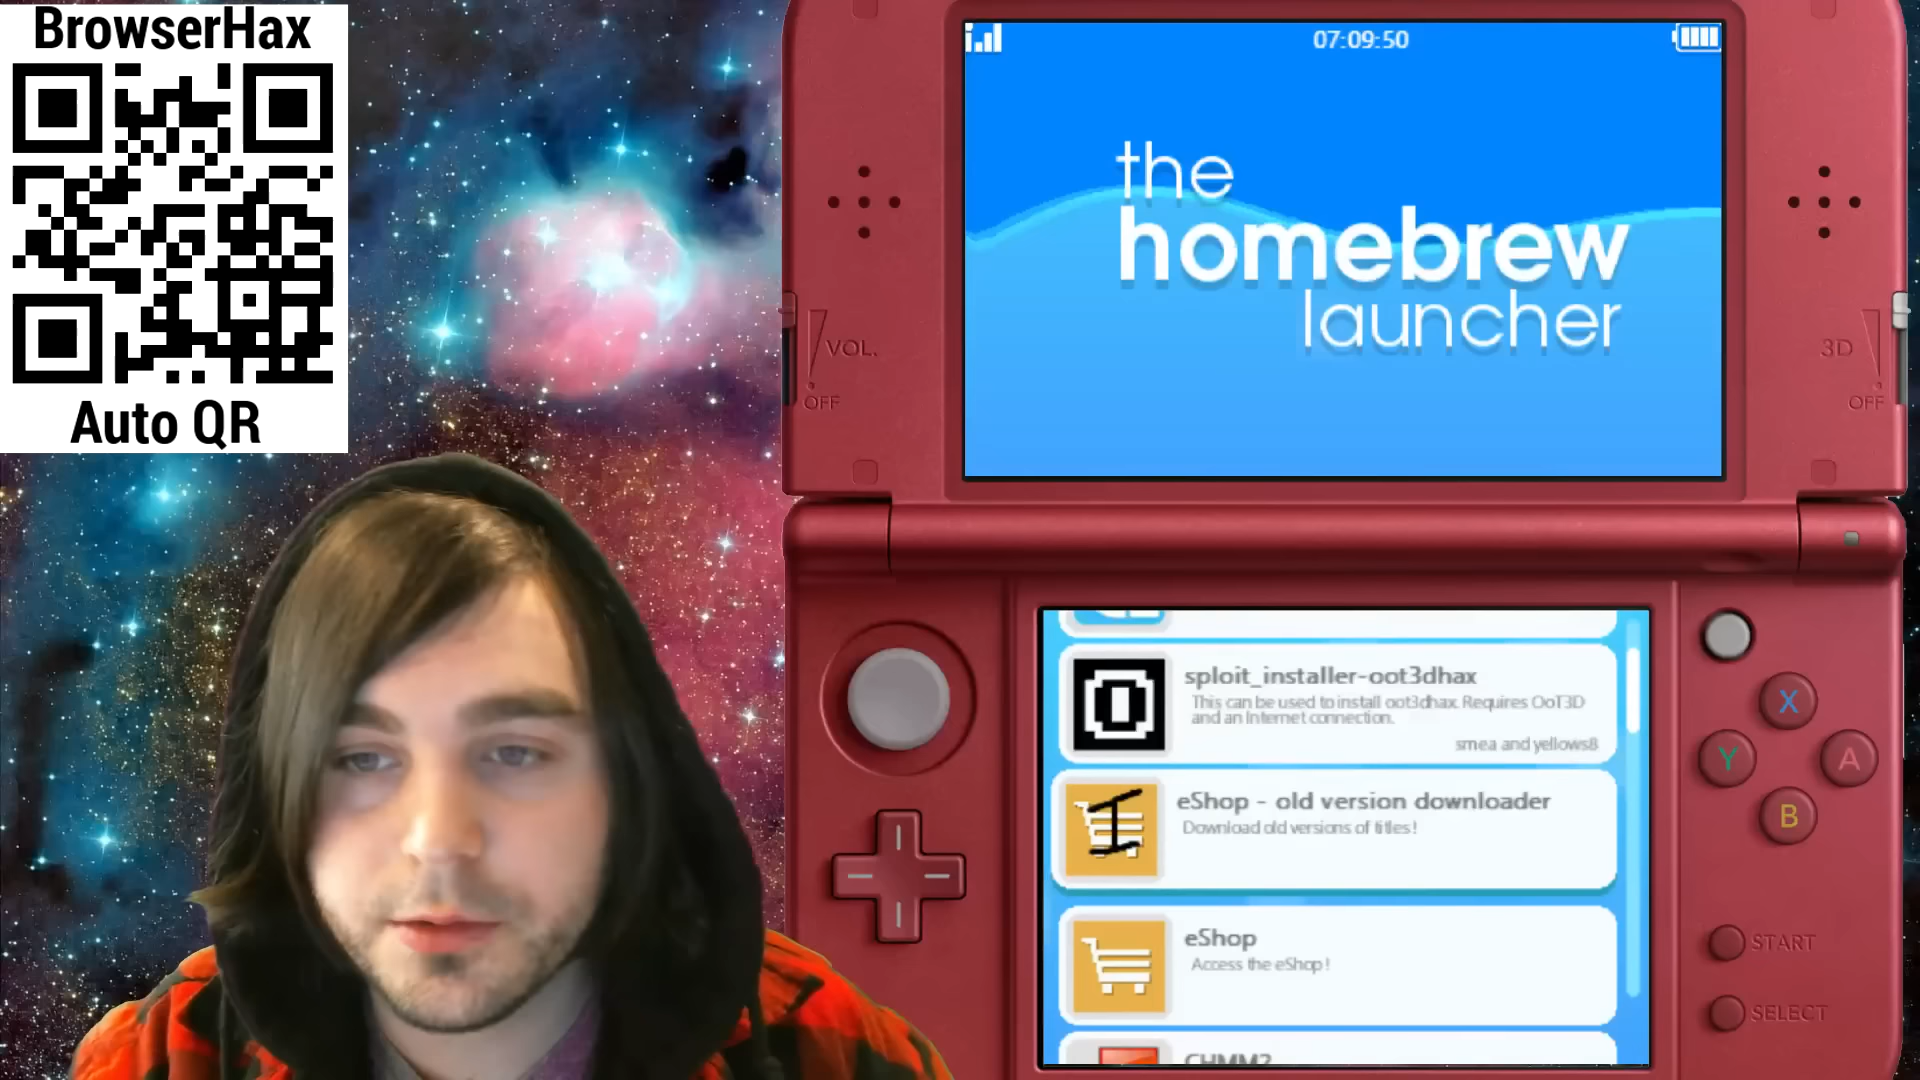 BrowserHax
Auto QR
07:09:50
the
homebrew
launcher
VOL.
OFF
3D
OFF
sploit_installer-oot3dhax
This can be used to install oot3dhax. Requires OoT3D
and an Internet connection.
smea and yellows8
eShop - old version downloader
Download old versions of titles!
eShop
Access the eShop!
CHMM2
X
Y
A
B
START
SELECT